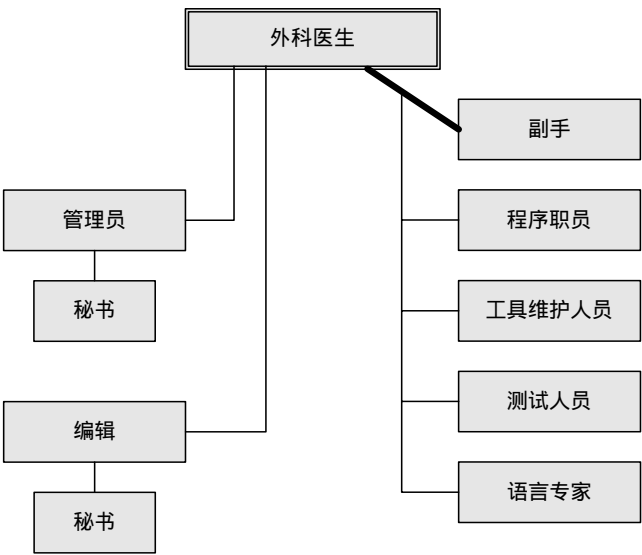 外科医生
副手
管理员
程序职员
秘书
工具维护人员
编辑
测试人员
秘书
语言专家